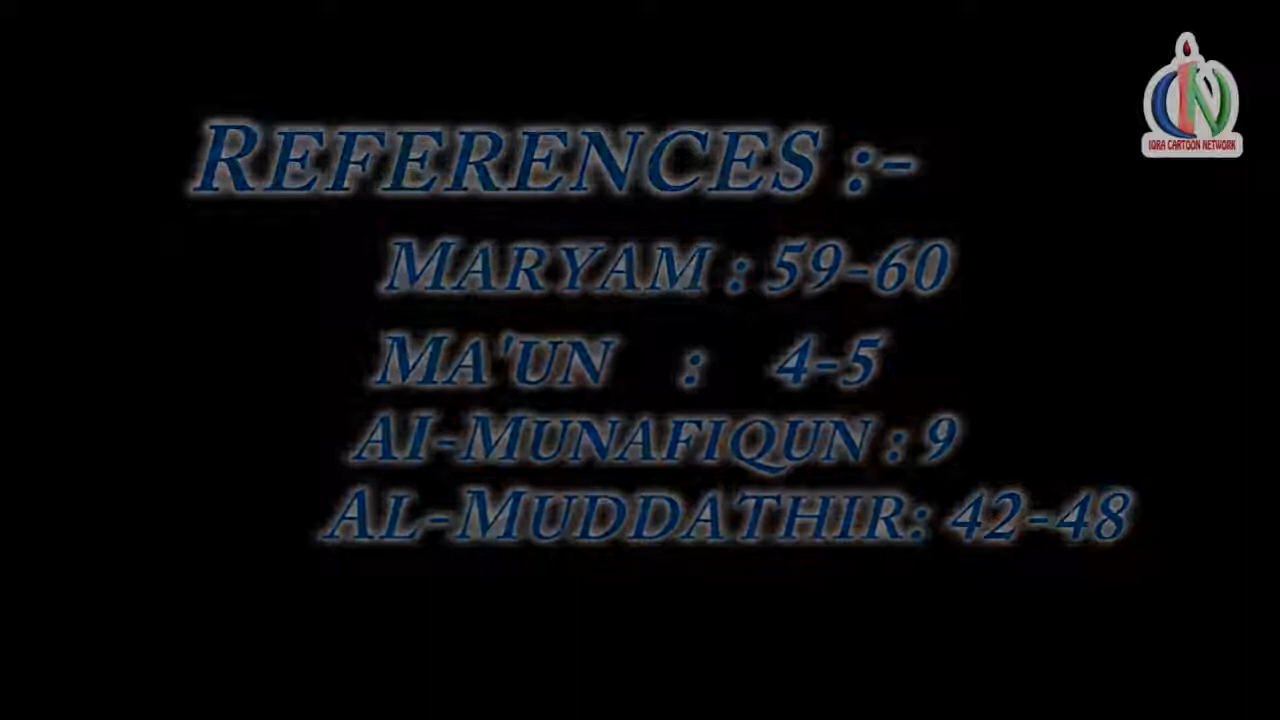 IQRA CARTOON NETWORK
REFERENCES :-
MARYAM : 59-60
MA'UN : 4-5
AI-MUNAFIQUN : 9
AL-MUDDATHIR: 42-48